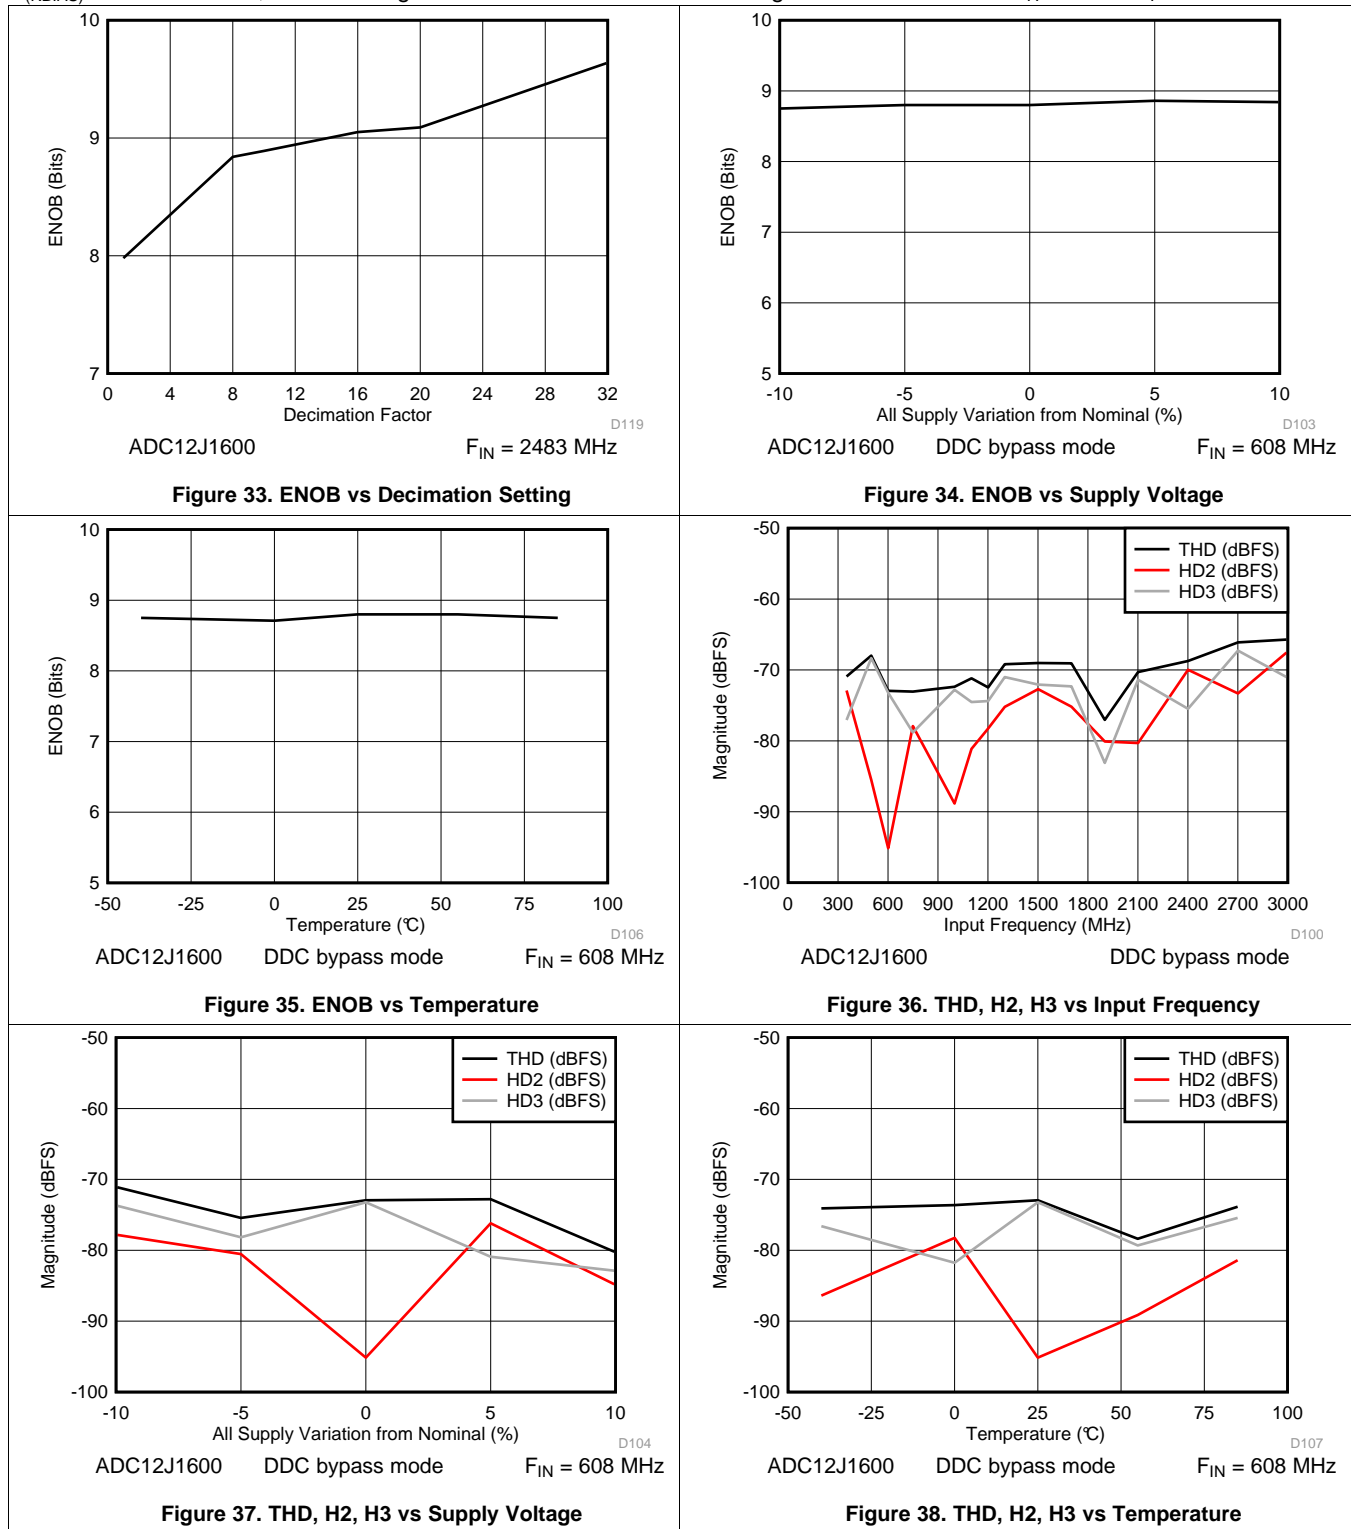 10
9
8
7
0 4 8 12 16 20 24 28 32
ENOB (Bits)
Decimation Factor
D119
ADC12J1600 FIN = 2483 MHz
Figure 33. ENOB vs Decimation Setting
10
9
8
7
6
5
-10 -5 0 5 10
ENOB (Bits)
All Supply Variation from Nominal (%)
D103
ADC12J1600 DDC bypass mode FIN = 608 MHz
Figure 34. ENOB vs Supply Voltage
10
9
8
7
6
5
-50 -25 0 25 50 75 100
ENOB (Bits)
Temperature (°C)
D106
ADC12J1600 DDC bypass mode FIN = 608 MHz
Figure 35. ENOB vs Temperature
-50
-60
-70
-80
-90
-100
0 300 600 900 1200 1500 1800 2100 2400 2700 3000
Magnitude (dBFS)
Input Frequency (MHz)
THD (dBFS)
HD2 (dBFS)
HD3 (dBFS)
D100
ADC12J1600 DDC bypass mode
Figure 36. THD, H2, H3 vs Input Frequency
-50
-60
-70
-80
-90
-100
-10 -5 0 5 10
Magnitude (dBFS)
All Supply Variation from Nominal (%)
THD (dBFS)
HD2 (dBFS)
HD3 (dBFS)
D104
ADC12J1600 DDC bypass mode FIN = 608 MHz
Figure 37. THD, H2, H3 vs Supply Voltage
-50
-60
-70
-80
-90
-100
-50 -25 0 25 50 75 100
Magnitude (dBFS)
Temperature (°C)
THD (dBFS)
HD2 (dBFS)
HD3 (dBFS)
D107
ADC12J1600 DDC bypass mode FIN = 608 MHz
Figure 38. THD, H2, H3 vs Temperature